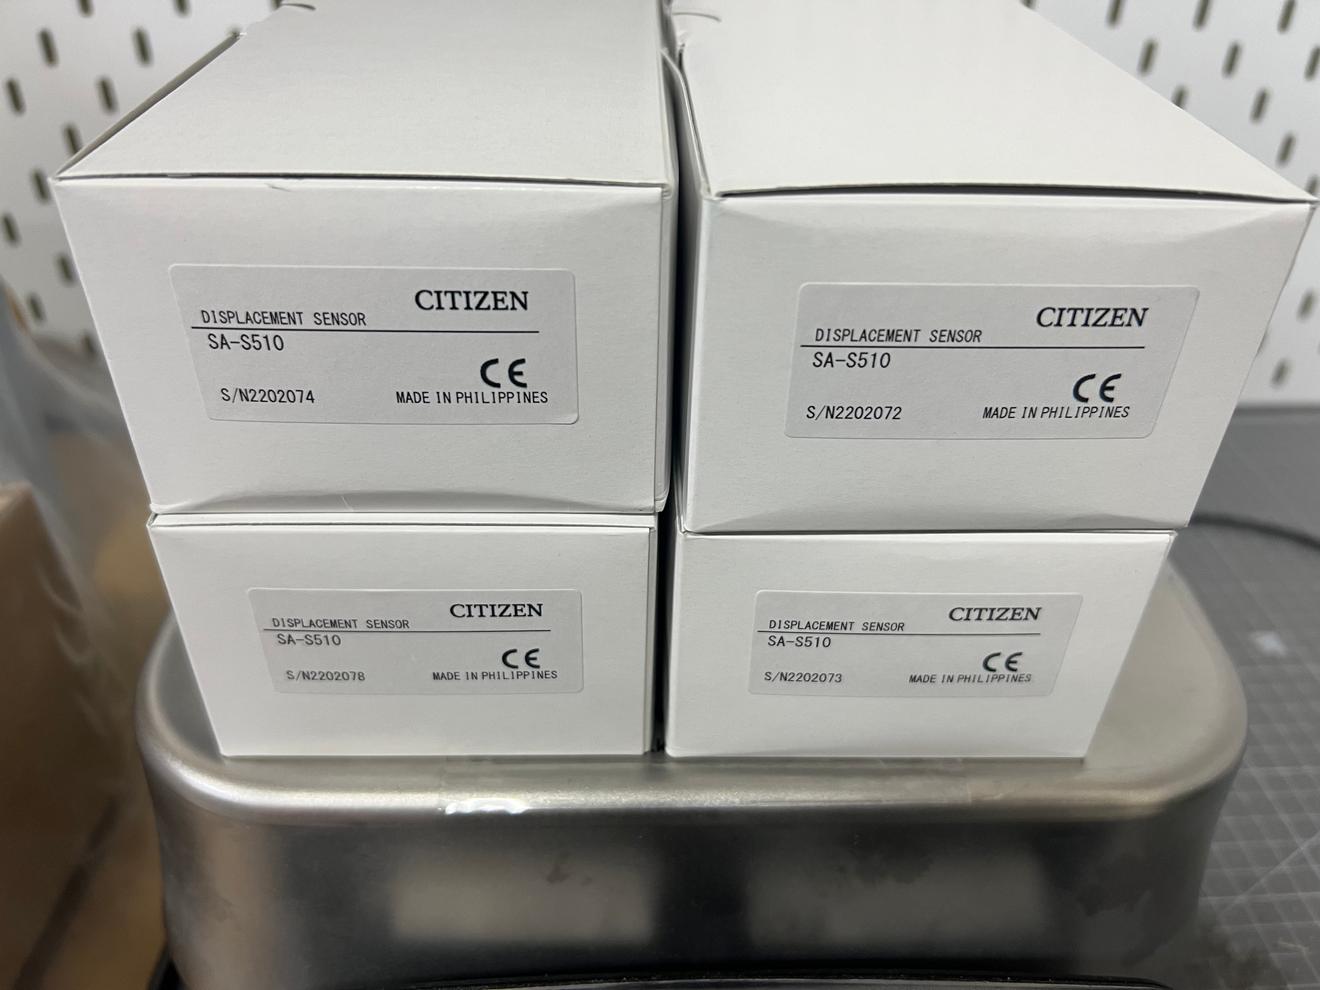 CITIZEN
DISPLACEMENT SENSOR
SA-S510
CE
S/N2202074 MADE IN PHILIPPINES
CITIZEN
DISPLACEMENT SENSOR
SA-S510
CE
S/N2202072 MADE IN PHILIPPINES
CITIZEN
DISPLACEMENT SENSOR
SA-S510
CE
S/N2202078 MADE IN PHILIPPINES
CITIZEN
DISPLACEMENT SENSOR
SA-S510
CE
S/N2202073 MADE IN PHILIPPINES